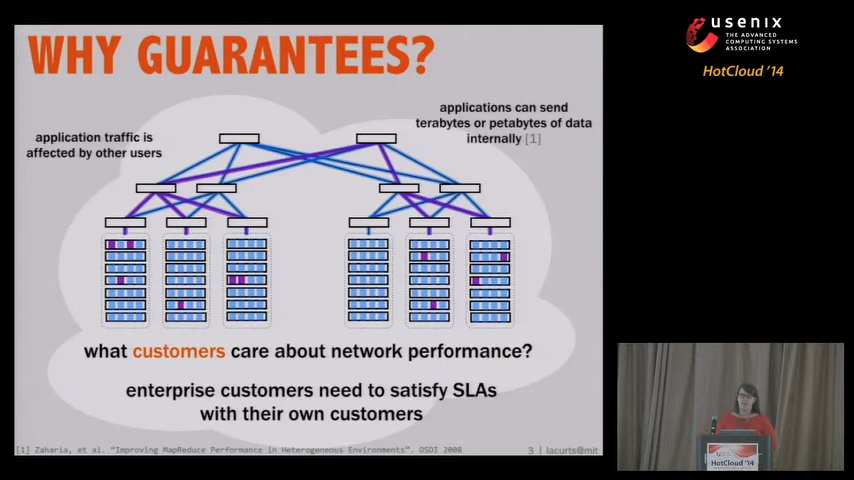 WHY GUARANTEES?
application traffic is
affected by other users
applications can send
terabytes or petabytes of data
internally [1]
what customers care about network performance?
enterprise customers need to satisfy SLAs
with their own customers
[1] Zaharia, et al. "Improving MapReduce Performance in Heterogeneous Environments". OSDI 2008
3 | lacurts@mit
usenix
THE ADVANCED
COMPUTING SYSTEMS
ASSOCIATION
HotCloud '14
HotCloud '14